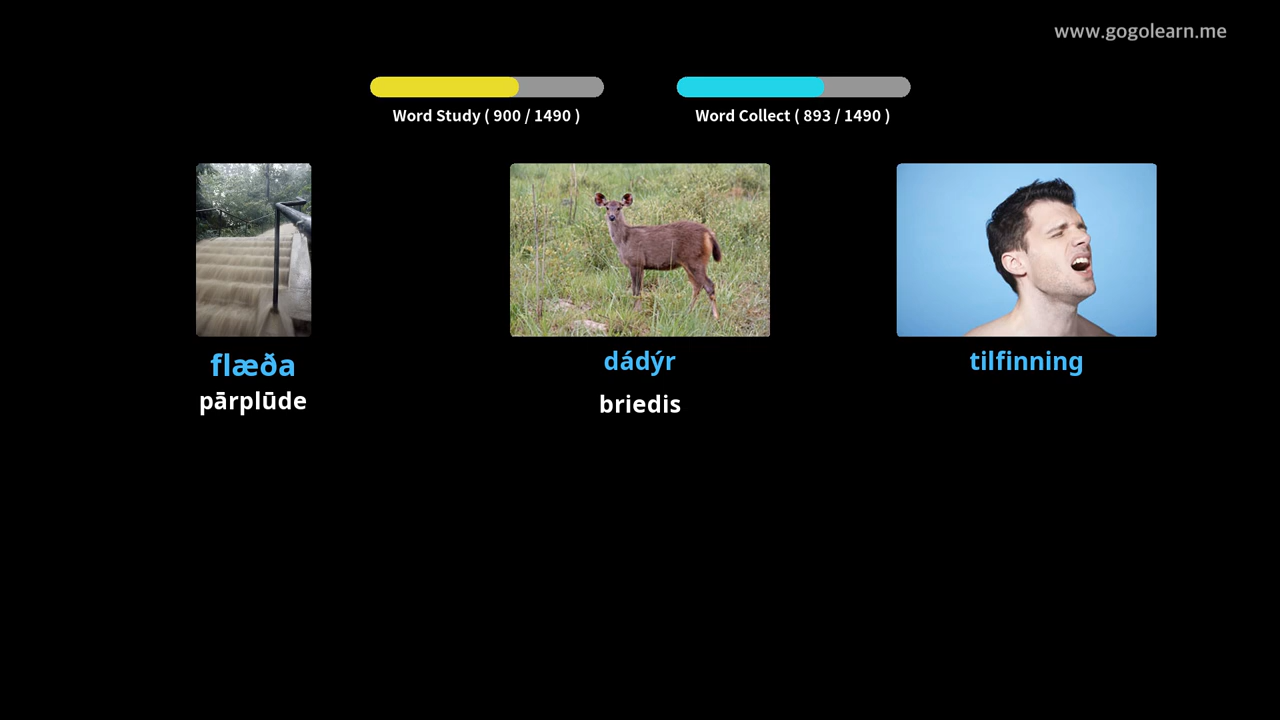 www.gogolearn.me
Word Study ( 900 / 1490 )
Word Collect ( 893 / 1490 )
flæða
pārplūde
dádýr
briedis
tilfinning